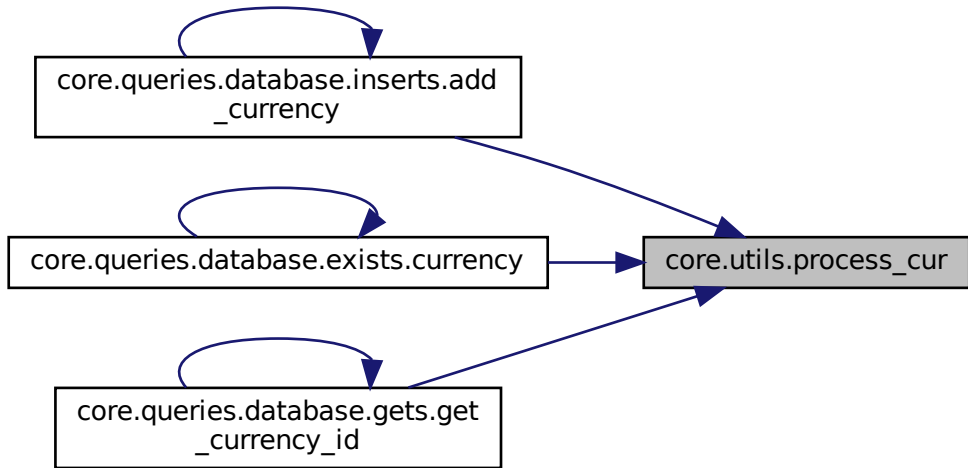 core.queries.database.inserts.add
_currency
core.queries.database.exists.currency
core.utils.process_cur
core.queries.database.gets.get
_currency_id